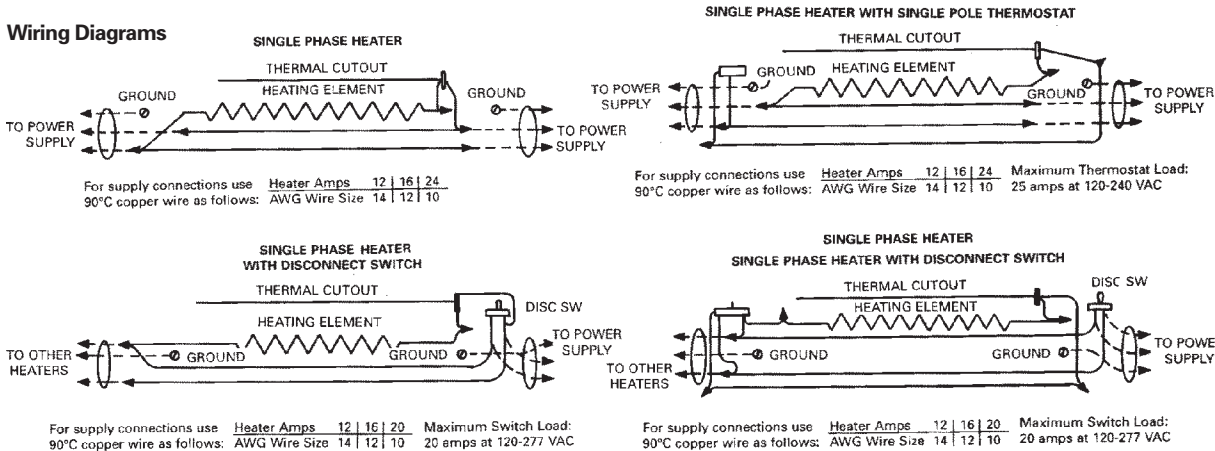 Wiring Diagrams
SINGLE PHASE HEATER
THERMAL CUTOUT
HEATING ELEMENT
GROUND
GROUND
TO POWER
SUPPLY
TO POWER
SUPPLY
For supply connections use Heater Amps 12 | 16 | 24
90°C copper wire as follows: AWG Wire Size 14 | 12 | 10
SINGLE PHASE HEATER WITH SINGLE POLE THERMOSTAT
THERMAL CUTOUT
GROUND
HEATING ELEMENT
GROUND
TO POWER
SUPPLY
TO POWER
SUPPLY
For supply connections use Heater Amps 12 | 16 | 24 Maximum Thermostat Load:
90°C copper wire as follows: AWG Wire Size 14 | 12 | 10 25 amps at 120-240 VAC
SINGLE PHASE HEATER
WITH DISCONNECT SWITCH
THERMAL CUTOUT
DISC SW
HEATING ELEMENT
TO POWER
SUPPLY
GROUND
GROUND
TO OTHER
HEATERS
For supply connections use Heater Amps 12 | 16 | 20 Maximum Switch Load:
90°C copper wire as follows: AWG Wire Size 14 | 12 | 10 20 amps at 120-277 VAC
SINGLE PHASE HEATER
SINGLE PHASE HEATER WITH DISCONNECT SWITCH
THERMAL CUTOUT
DISC SW
HEATING ELEMENT
GROUND
GROUND
TO POWE
SUPPLY
TO OTHER
HEATERS
For supply connections use Heater Amps 12 | 16 | 20 Maximum Switch Load:
90°C copper wire as follows: AWG Wire Size 14 | 12 | 10 20 amps at 120-277 VAC